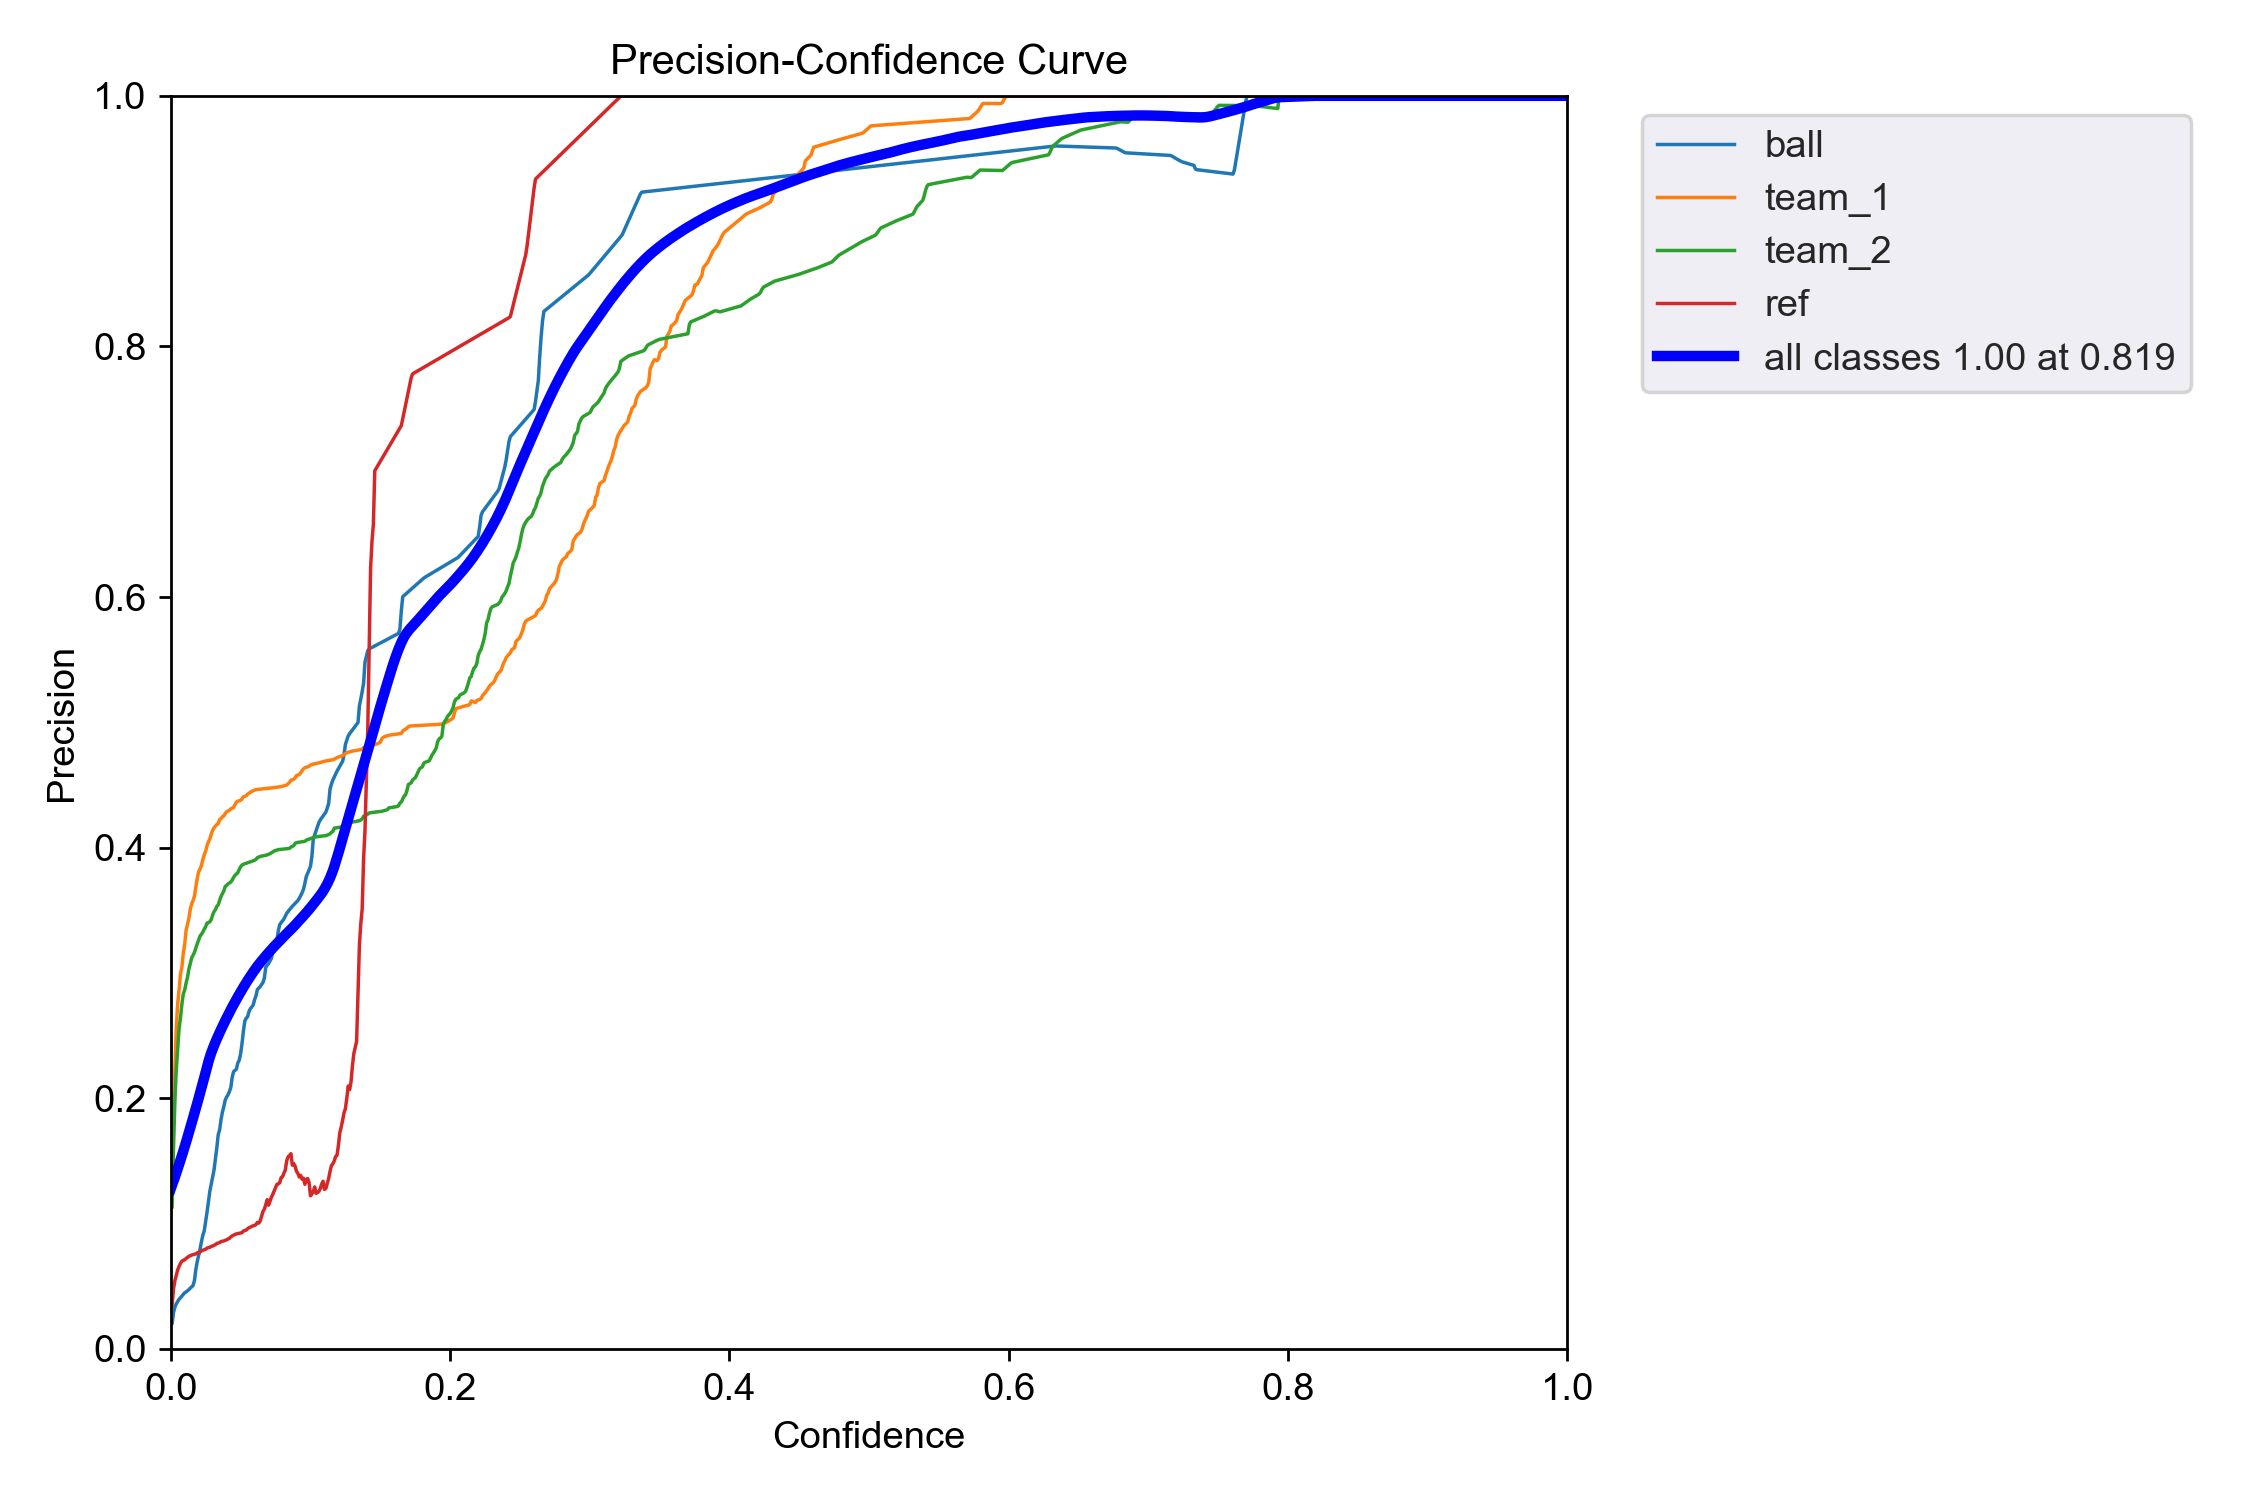 Precision-Confidence Curve
1.0
0.8
0.6
0.4
0.2
0.0
Precision
0.0 0.2 0.4 0.6 0.8 1.0
Confidence
ball
team_1
team_2
ref
all classes 1.00 at 0.819